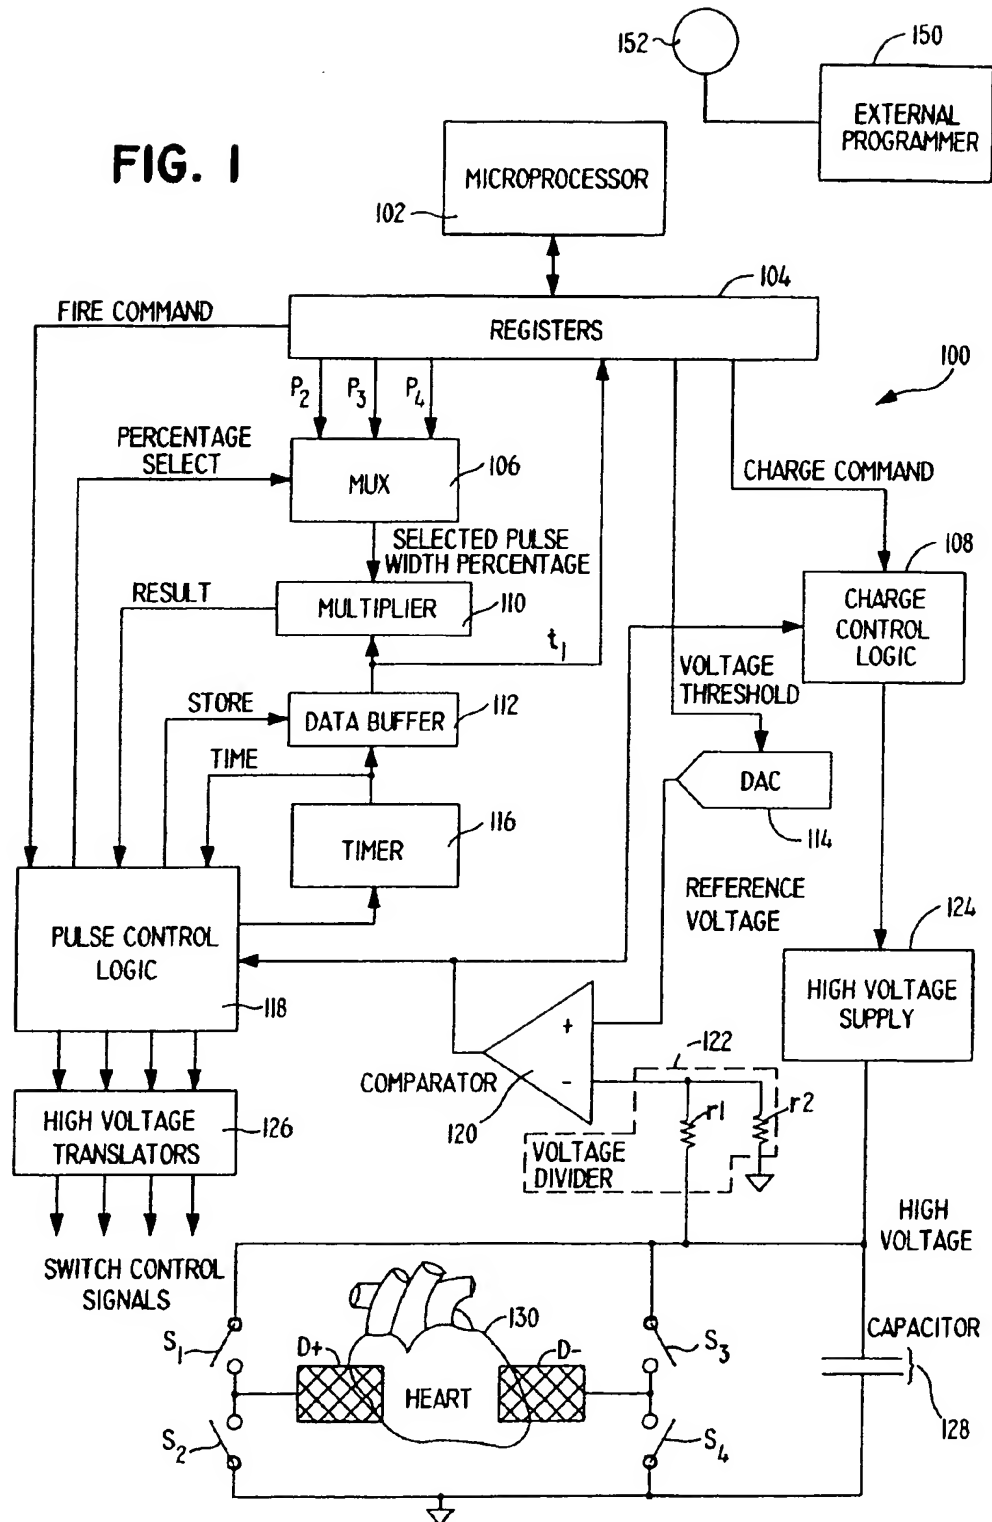 152
150
EXTERNAL
PROGRAMMER
FIG. 1
MICROPROCESSOR
102
104
FIRE COMMAND
REGISTERS
100
P2
P3
P4
PERCENTAGE
SELECT
106
MUX
CHARGE COMMAND
SELECTED PULSE
WIDTH PERCENTAGE
108
RESULT
MULTIPLIER
110
CHARGE
CONTROL
LOGIC
t1
VOLTAGE
THRESHOLD
STORE
DATA BUFFER
112
TIME
DAC
116
TIMER
114
REFERENCE
VOLTAGE
124
PULSE CONTROL
LOGIC
118
HIGH VOLTAGE
SUPPLY
+
122
COMPARATOR
-
120
r1
r2
HIGH VOLTAGE
TRANSLATORS
126
VOLTAGE
DIVIDER
HIGH
VOLTAGE
SWITCH CONTROL
SIGNALS
130
CAPACITOR
S1
D+
D-
S3
HEART
128
S2
S4